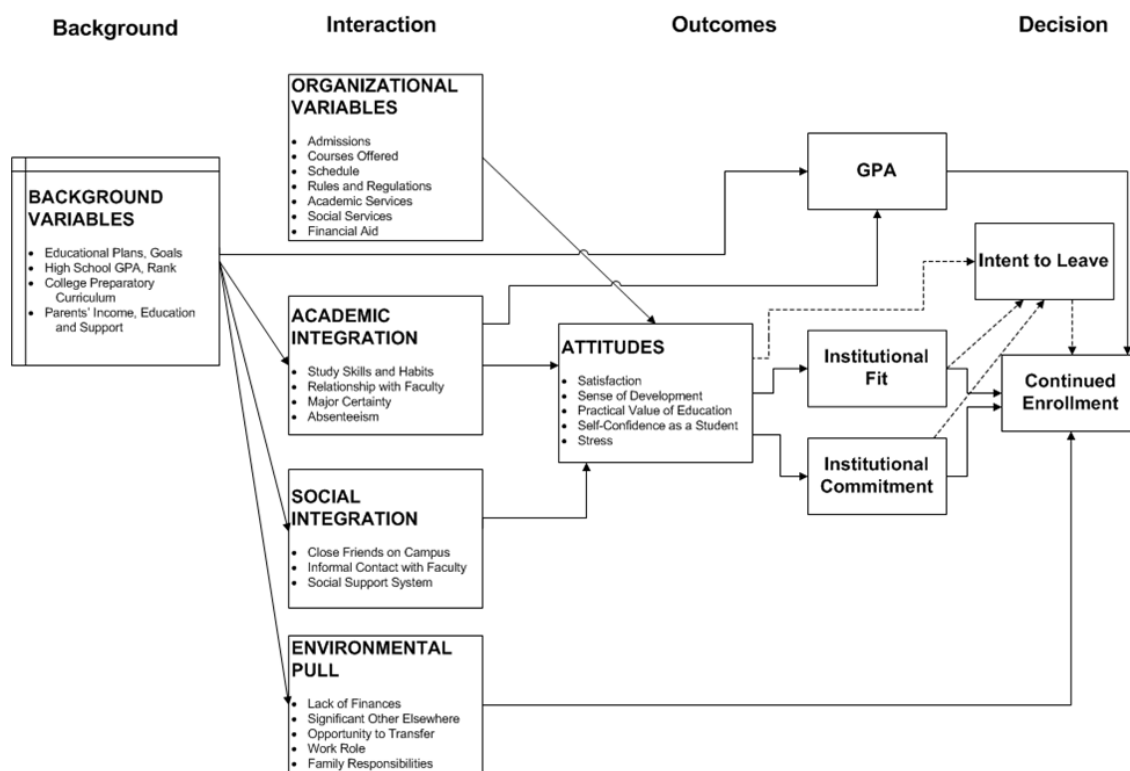 Background
Interaction
Outcomes
Decision
BACKGROUND
VARIABLES
• Educational Plans, Goals
• High School GPA, Rank
• College Preparatory
Curriculum
• Parents' Income, Education
and Support
ORGANIZATIONAL
VARIABLES
• Admissions
• Courses Offered
• Schedule
• Rules and Regulations
• Academic Services
• Social Services
• Financial Aid
ACADEMIC
INTEGRATION
• Study Skills and Habits
• Relationship with Faculty
• Major Certainty
• Absenteeism
SOCIAL
INTEGRATION
• Close Friends on Campus
• Informal Contact with Faculty
• Social Support System
ENVIRONMENTAL
PULL
• Lack of Finances
• Significant Other Elsewhere
• Opportunity to Transfer
• Work Role
• Family Responsibilities
ATTITUDES
• Satisfaction
• Sense of Development
• Practical Value of Education
• Self-Confidence as a Student
• Stress
GPA
Institutional
Fit
Institutional
Commitment
Intent to Leave
Continued
Enrollment